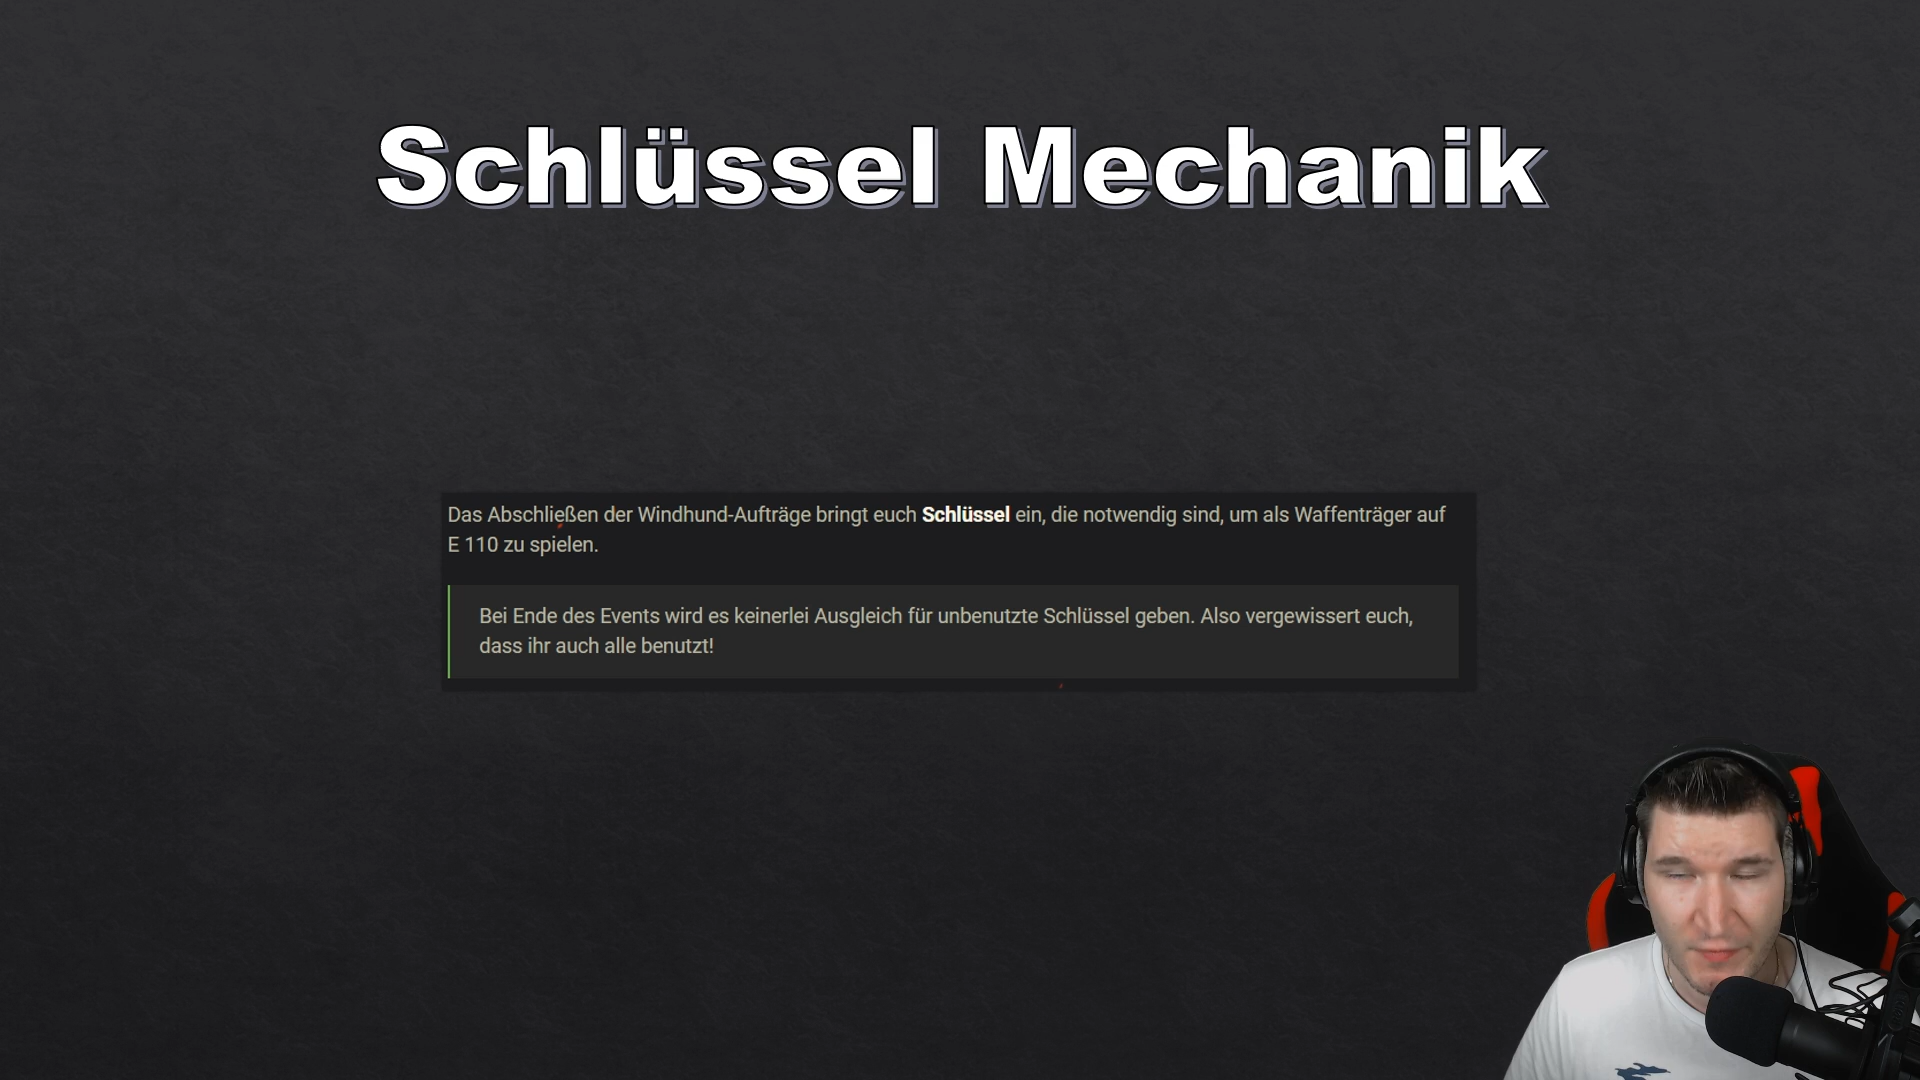 Schlüssel Mechanik
Das Abschließen der Windhund-Aufträge bringt euch Schlüssel ein, die notwendig sind, um als Waffenträger auf
E 110 zu spielen.
Bei Ende des Events wird es keinerlei Ausgleich für unbenutzte Schlüssel geben. Also vergewissert euch,
dass ihr auch alle benutzt!